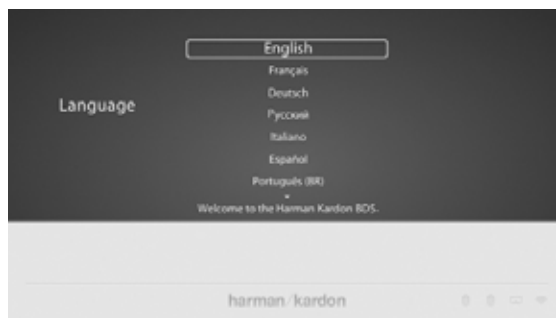 English
Français
Deutsch
Language
Русский
Italiano
Español
Português (BR)
Welcome to the Harman Kardon BDS.
harman/kardon